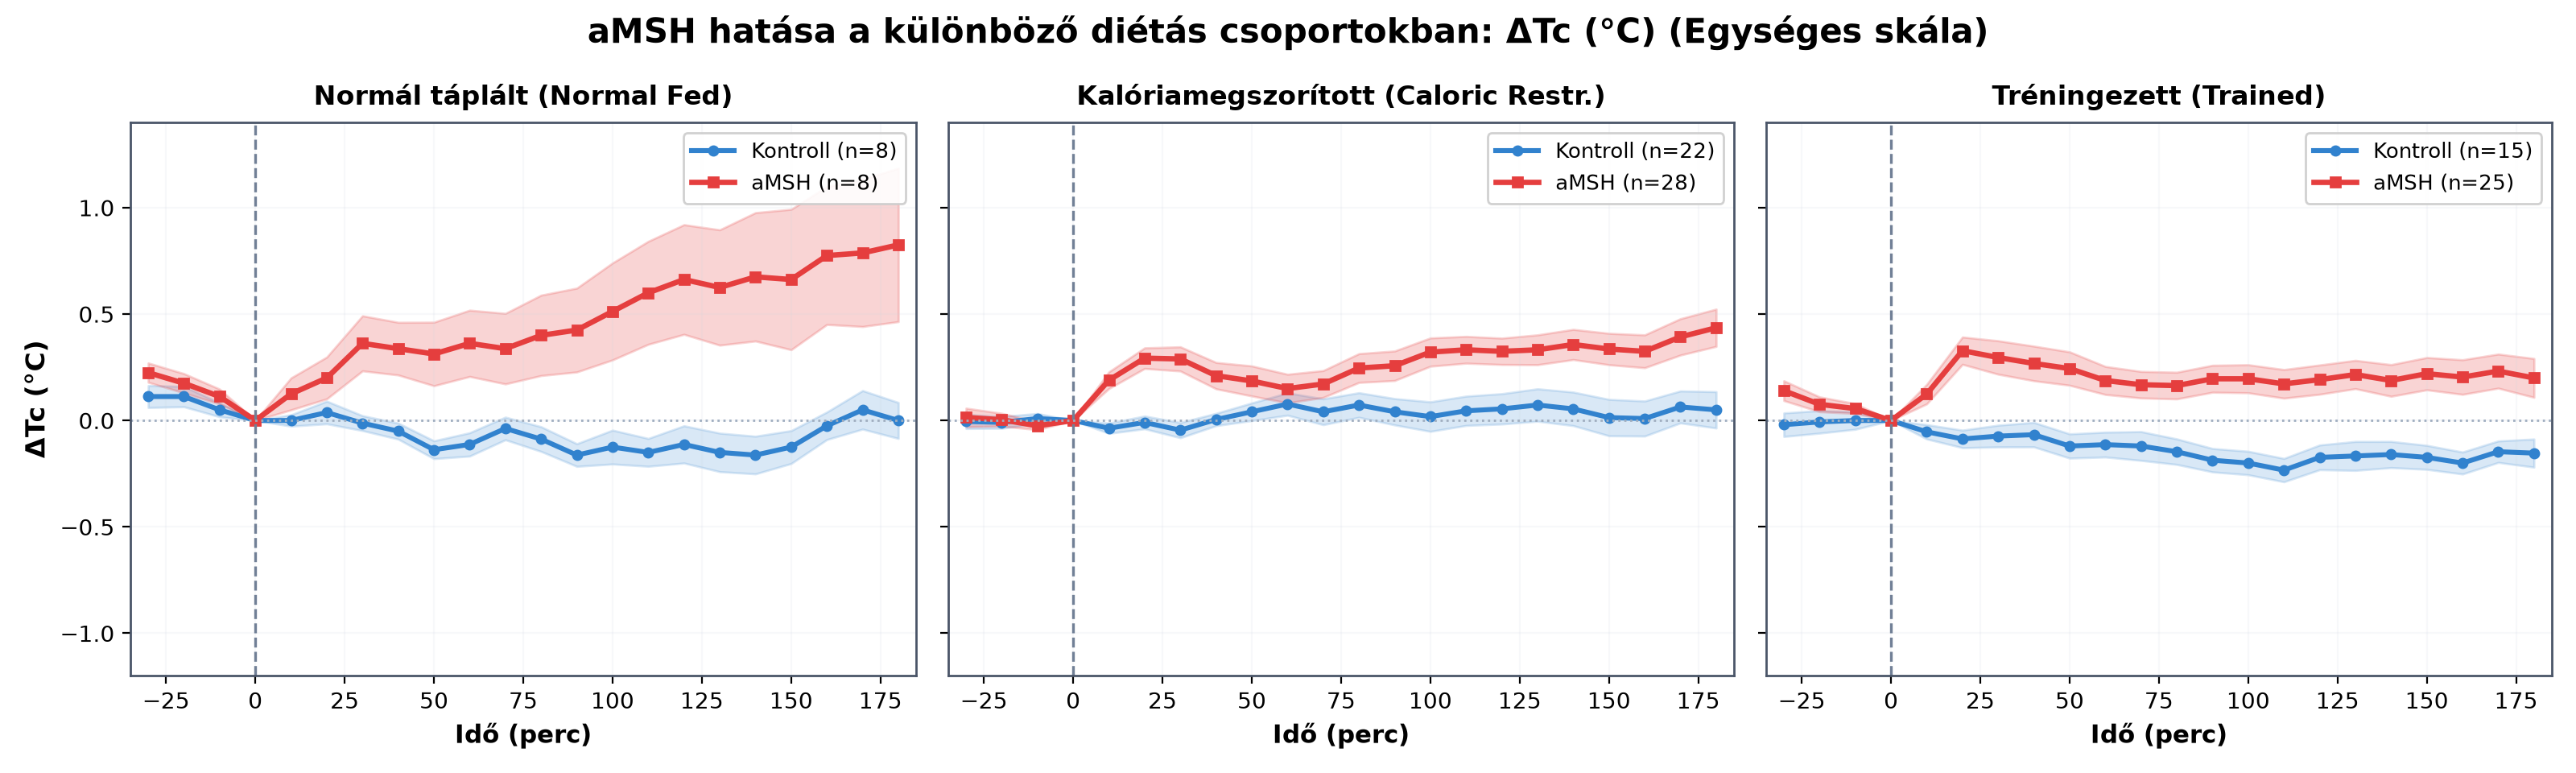 aMSH hatása a különböző diétás csoportokban: ΔTc (°C) (Egységes skála)
Normál táplált (Normal Fed)
Kalóriamegszorított (Caloric Restr.)
Tréningezett (Trained)
Kontroll (n=8)
aMSH (n=8)
Kontroll (n=22)
aMSH (n=28)
Kontroll (n=15)
aMSH (n=25)
ΔTc (°C)
1.0
0.5
0.0
−0.5
−1.0
−25 0 25 50 75 100 125 150 175
−25 0 25 50 75 100 125 150 175
−25 0 25 50 75 100 125 150 175
Idő (perc)
Idő (perc)
Idő (perc)